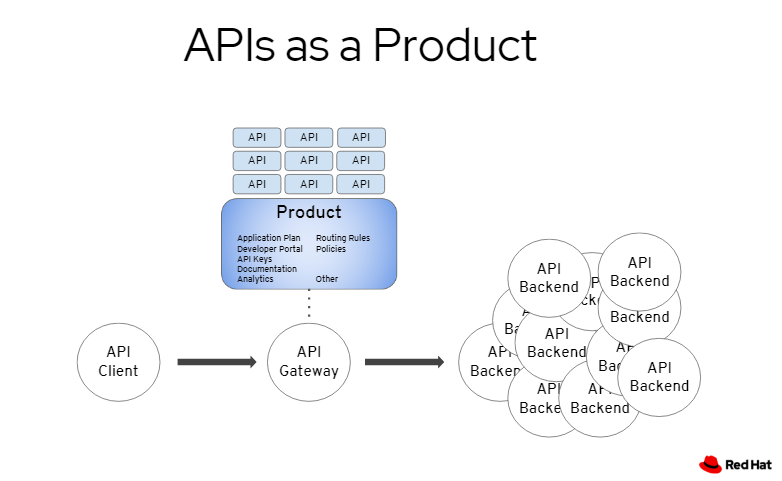 APIs as a Product
API API API
API API API
API API API
Product
Application Plan Routing Rules
Developer Portal Policies
API Keys
Documentation
Analytics Other
API
Client
API
Gateway
API
Backend
API
Backend
Backend
API
Backend
API
Backend
Backend
Red Hat